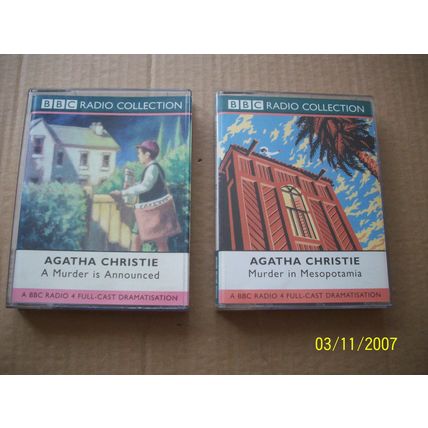 BBC RADIO COLLECTION
AGATHA CHRISTIE
A Murder is Announced
A BBC RADIO 4 FULL-CAST DRAMATISATION
BBC RADIO COLLECTION
AGATHA CHRISTIE
Murder in Mesopotamia
A BBC RADIO 4 FULL-CAST DRAMATISATION
03/11/2007